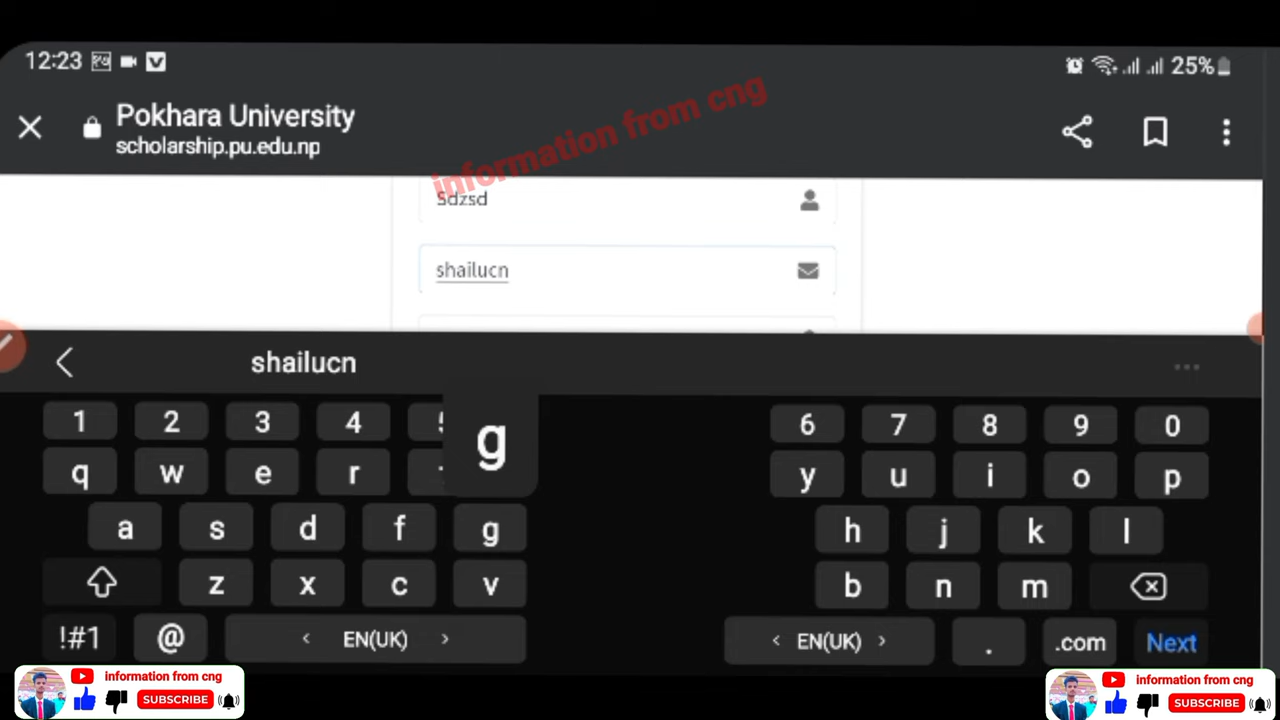 12:23
25%
Pokhara University
scholarship.pu.edu.np
information from cng
Sdzsd
shailucn
shailucn
1 2 3 4 5 6 7 8 9 0
g
q w e r y u i o p
a s d f g h j k l
z x c v b n m
!#1 @ < EN(UK) > < EN(UK) > . .com Next
information from cng
SUBSCRIBE
information from cng
SUBSCRIBE